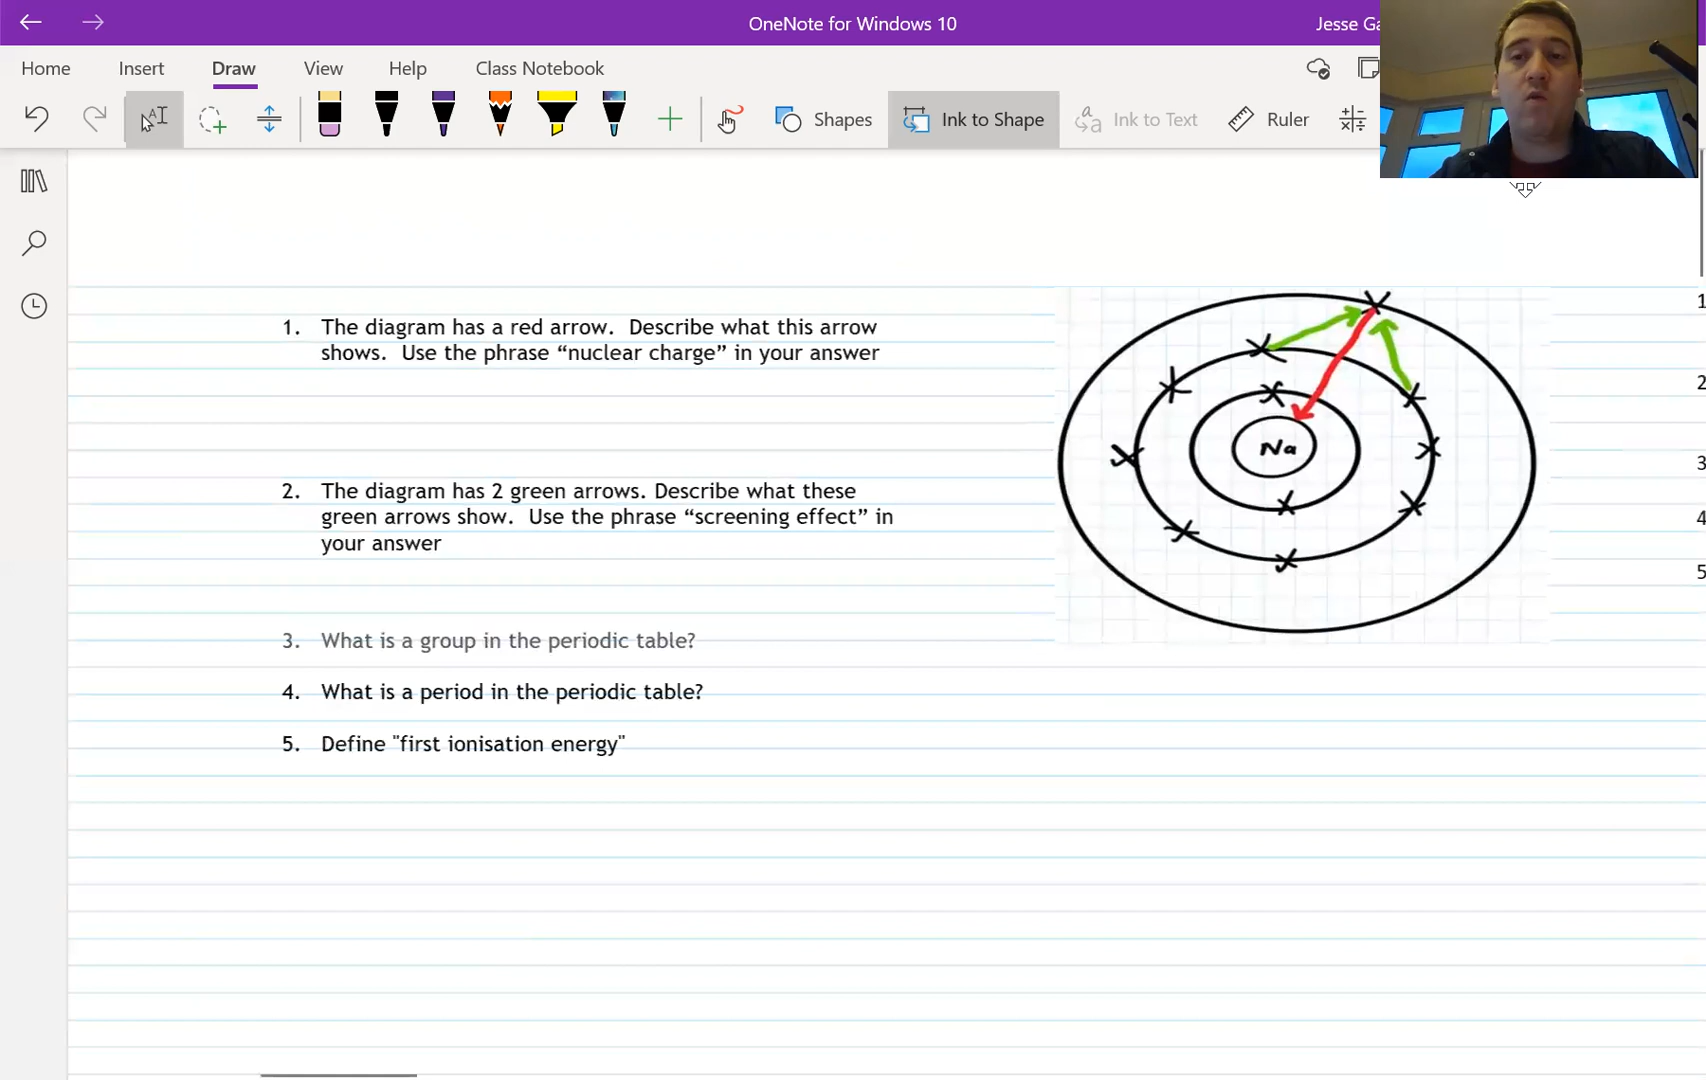 OneNote for Windows 10
Jesse Ga
Home Insert Draw View Help Class Notebook
Shapes Ink to Shape Ink to Text Ruler
1. The diagram has a red arrow. Describe what this arrow
shows. Use the phrase “nuclear charge” in your answer
2. The diagram has 2 green arrows. Describe what these
green arrows show. Use the phrase “screening effect” in
your answer
3. What is a group in the periodic table?
4. What is a period in the periodic table?
5. Define "first ionisation energy"
Na
1
2
3
4
5